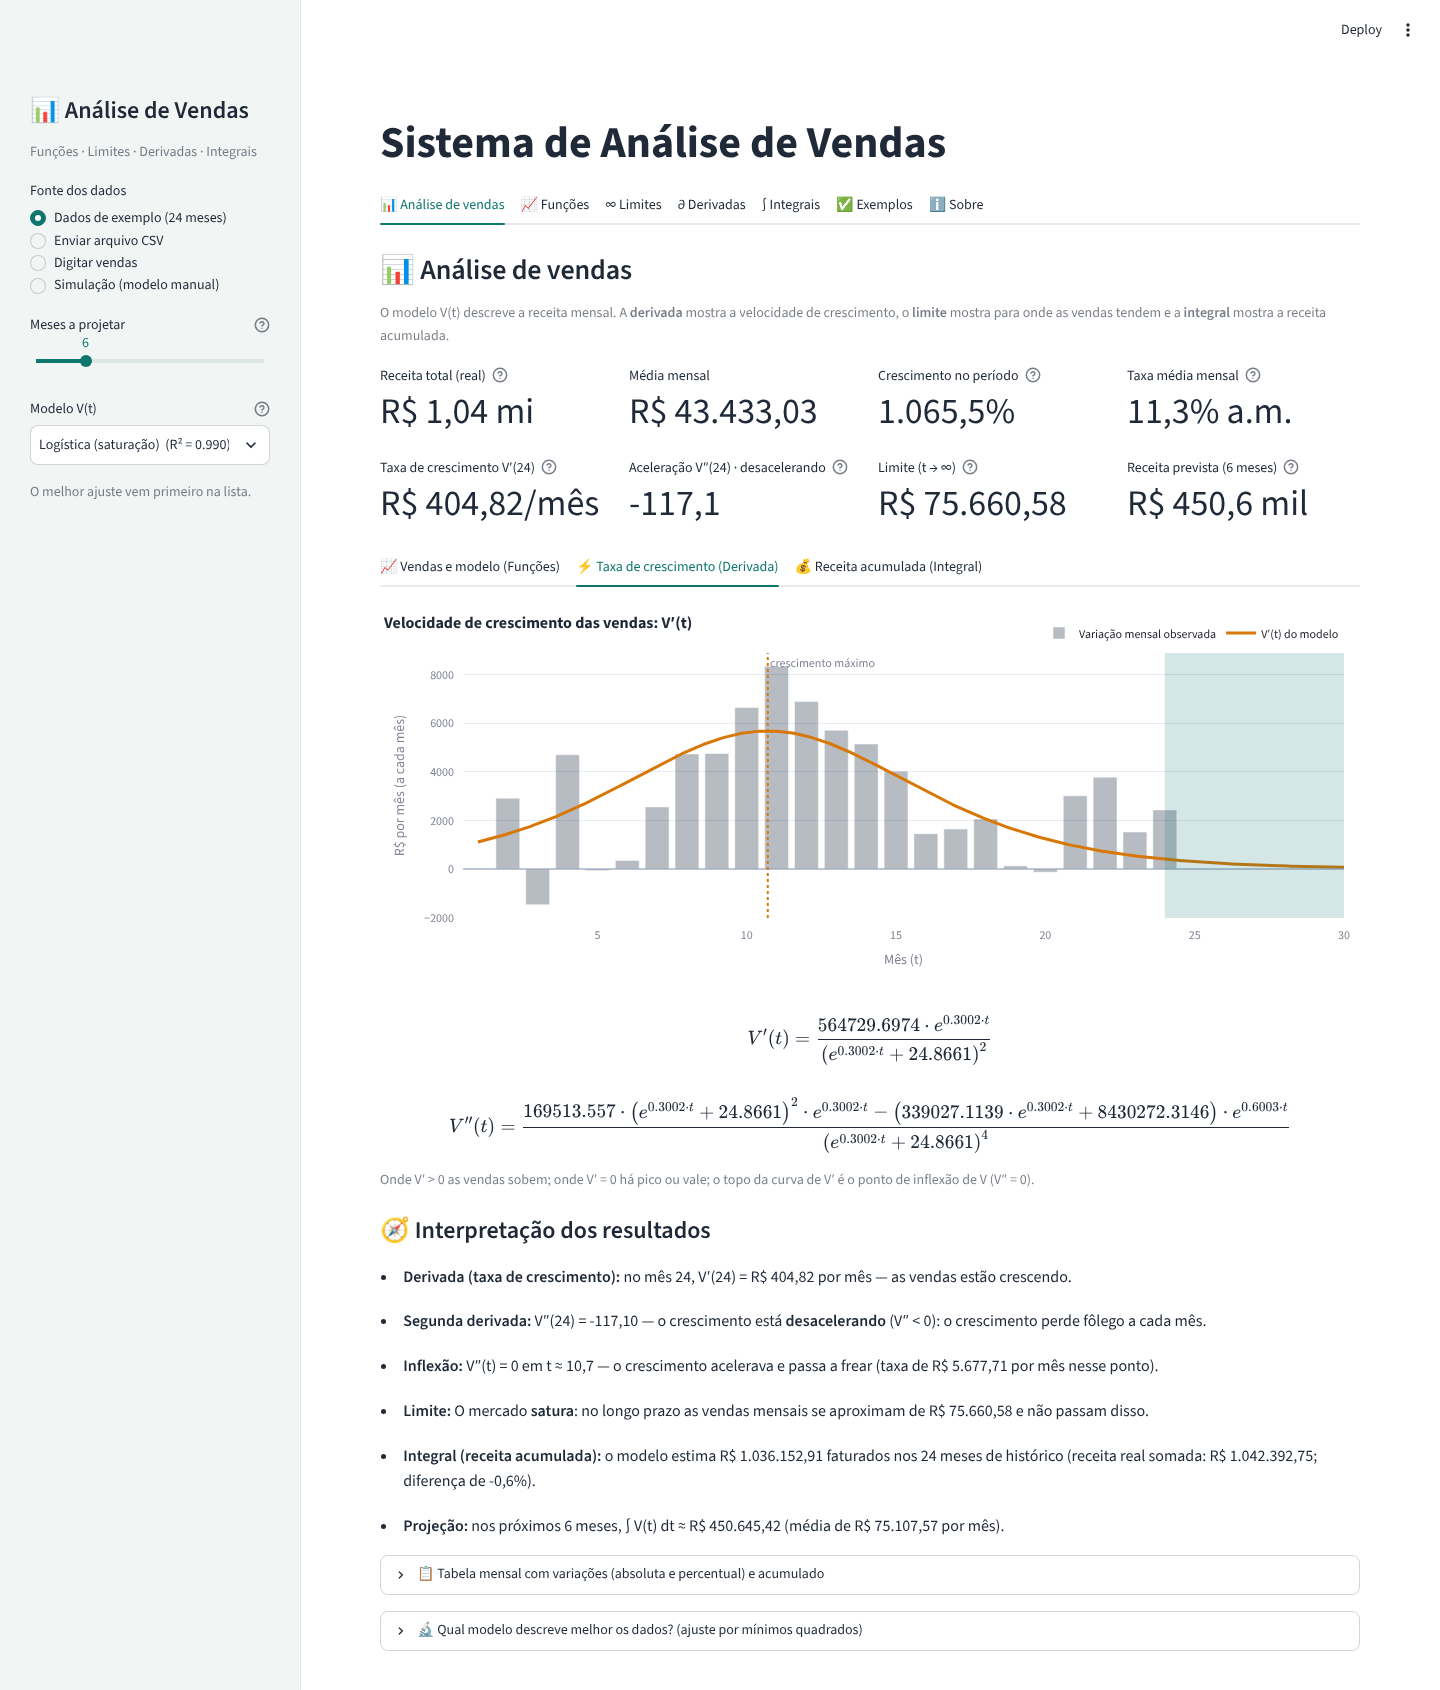 Deploy
📊 Análise de Vendas
Funções · Limites · Derivadas · Integrais
Fonte dos dados
Dados de exemplo (24 meses)
Enviar arquivo CSV
Digitar vendas
Simulação (modelo manual)
Meses a projetar
6
Modelo V(t)
Logística (saturação) (R² = 0.990)
O melhor ajuste vem primeiro na lista.
Sistema de Análise de Vendas
📊 Análise de vendas 📈 Funções ∞ Limites ∂ Derivadas ∫ Integrais ✅ Exemplos ℹ️ Sobre
📊 Análise de vendas
O modelo V(t) descreve a receita mensal. A derivada mostra a velocidade de crescimento, o limite mostra para onde as vendas tendem e a integral mostra a receita
acumulada.
Receita total (real) Média mensal Crescimento no período Taxa média mensal
R$ 1,04 mi R$ 43.433,03 1.065,5% 11,3% a.m.
Taxa de crescimento V′(24) Aceleração V″(24) · desacelerando Limite (t → ∞) Receita prevista (6 meses)
R$ 404,82/mês -117,1 R$ 75.660,58 R$ 450,6 mil
📈 Vendas e modelo (Funções) ⚡ Taxa de crescimento (Derivada) 💰 Receita acumulada (Integral)
Velocidade de crescimento das vendas: V′(t)
Variação mensal observada V′(t) do modelo
crescimento máximo
8000
6000
4000
2000
0
−2000
R$ por mês (a cada mês)
5 10 15 20 25 30
Mês (t)
V′(t) = 564729.6974 · e^{0.3002·t} / (e^{0.3002·t} + 24.8661)²
V″(t) = 169513.557 · (e^{0.3002·t} + 24.8661)² · e^{0.3002·t} − (339027.1139 · e^{0.3002·t} + 8430272.3146) · e^{0.6003·t} / (e^{0.3002·t} + 24.8661)⁴
Onde V′ > 0 as vendas sobem; onde V′ = 0 há pico ou vale; o topo da curva de V′ é o ponto de inflexão de V (V″ = 0).
🧭 Interpretação dos resultados
• Derivada (taxa de crescimento): no mês 24, V′(24) = R$ 404,82 por mês — as vendas estão crescendo.
• Segunda derivada: V″(24) = -117,10 — o crescimento está desacelerando (V″ < 0): o crescimento perde fôlego a cada mês.
• Inflexão: V″(t) = 0 em t ≈ 10,7 — o crescimento acelerava e passa a frear (taxa de R$ 5.677,71 por mês nesse ponto).
• Limite: O mercado satura: no longo prazo as vendas mensais se aproximam de R$ 75.660,58 e não passam disso.
• Integral (receita acumulada): o modelo estima R$ 1.036.152,91 faturados nos 24 meses de histórico (receita real somada: R$ 1.042.392,75;
diferença de -0,6%).
• Projeção: nos próximos 6 meses, ∫ V(t) dt ≈ R$ 450.645,42 (média de R$ 75.107,57 por mês).
📋 Tabela mensal com variações (absoluta e percentual) e acumulado
🔬 Qual modelo descreve melhor os dados? (ajuste por mínimos quadrados)